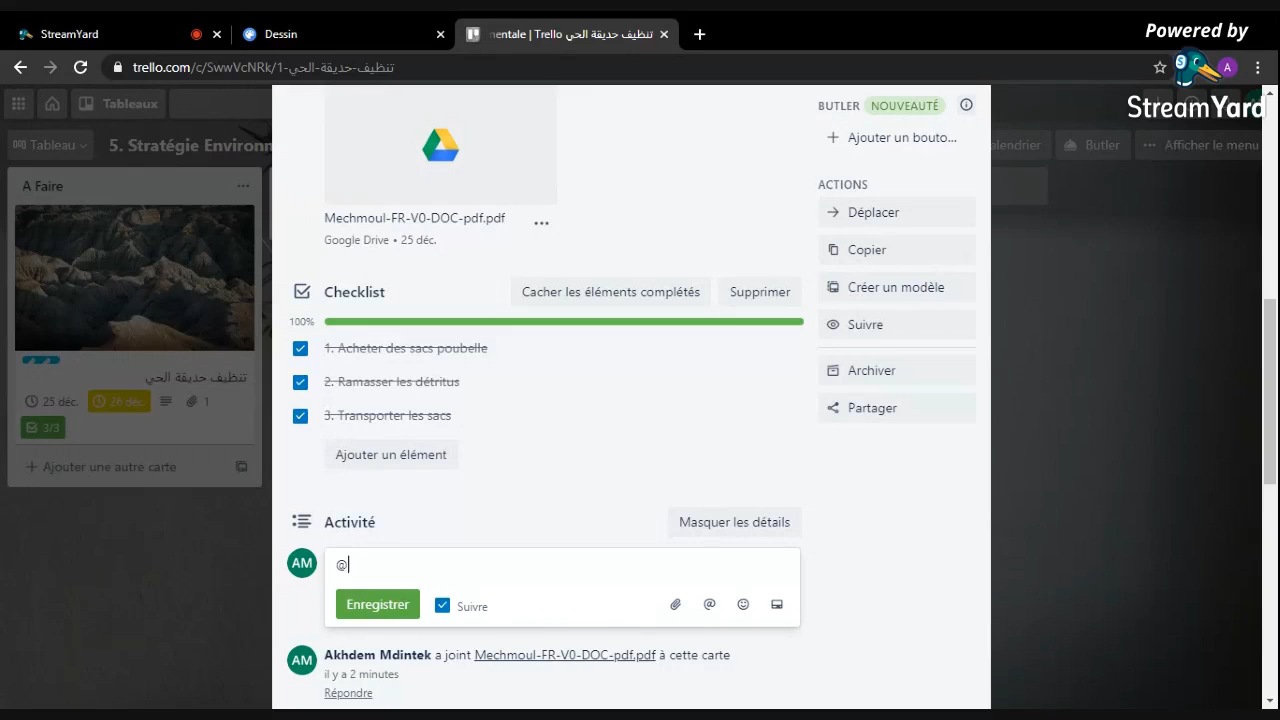 Powered by
StreamYard
StreamYard
Dessin
تنظيف حديقة الحي | Trello
trello.com/c/SwwVcNRk/1-تنظيف-حديقة-الحي
Tableaux
Tableau
5. Stratégie Environ
Butler
Afficher le menu
A Faire
تنظيف حديقة الحي
25 déc.
26 déc.
1
3/3
Ajouter une autre carte
Mechmoul-FR-V0-DOC-pdf.pdf
Google Drive • 25 déc.
Checklist
Cacher les éléments complétés
Supprimer
100%
1. Acheter des sacs poubelle
2. Ramasser les détritus
3. Transporter les sacs
Ajouter un élément
Activité
Masquer les détails
AM
@
Enregistrer
Suivre
AM
Akhdem Mdintek a joint Mechmoul-FR-V0-DOC-pdf.pdf à cette carte
il y a 2 minutes
Répondre
BUTLER NOUVEAUTÉ
Ajouter un bouto...
ACTIONS
Déplacer
Copier
Créer un modèle
Suivre
Archiver
Partager